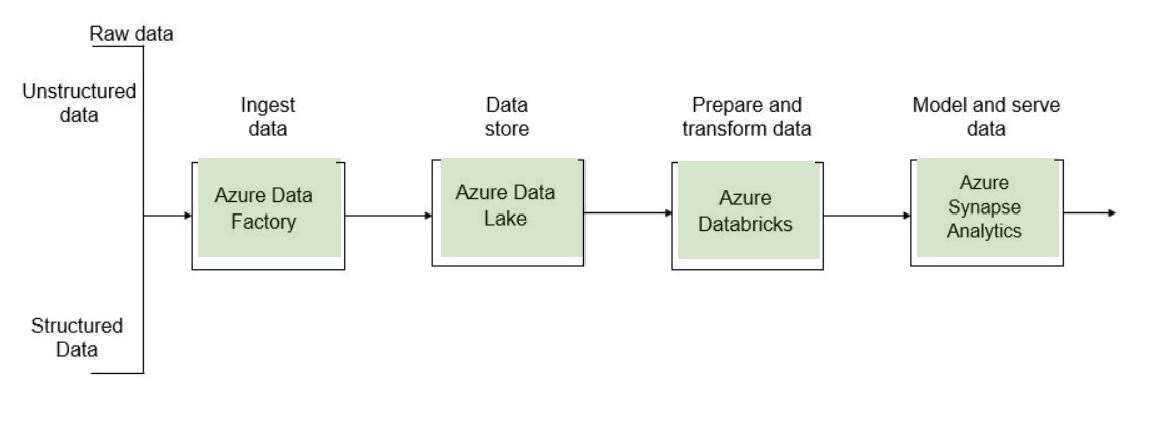 Raw data
Unstructured
data
Ingest
data
Data
store
Prepare and
transform data
Model and serve
data
Azure Data
Factory
Azure Data
Lake
Azure
Databricks
Azure
Synapse
Analytics
Structured
Data